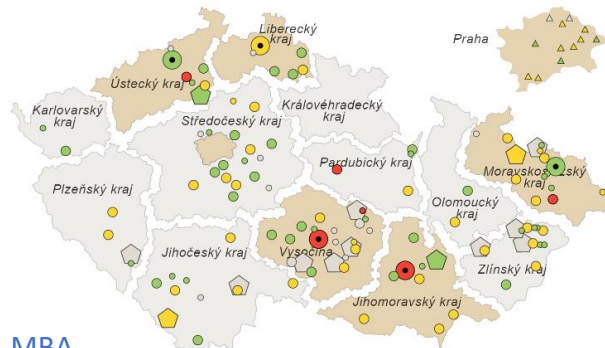 Liberecký
kraj
Praha
Ústecký kraj
Karlovarský
kraj
Královéhradecký
kraj
Středočeský
kraj
Pardubický kraj
Moravskoslezský
kraj
Plzeňský kraj
Olomoucký
kraj
Jihočeský
kraj
Vysočina
Zlínský kraj
Jihomoravský kraj
MBA